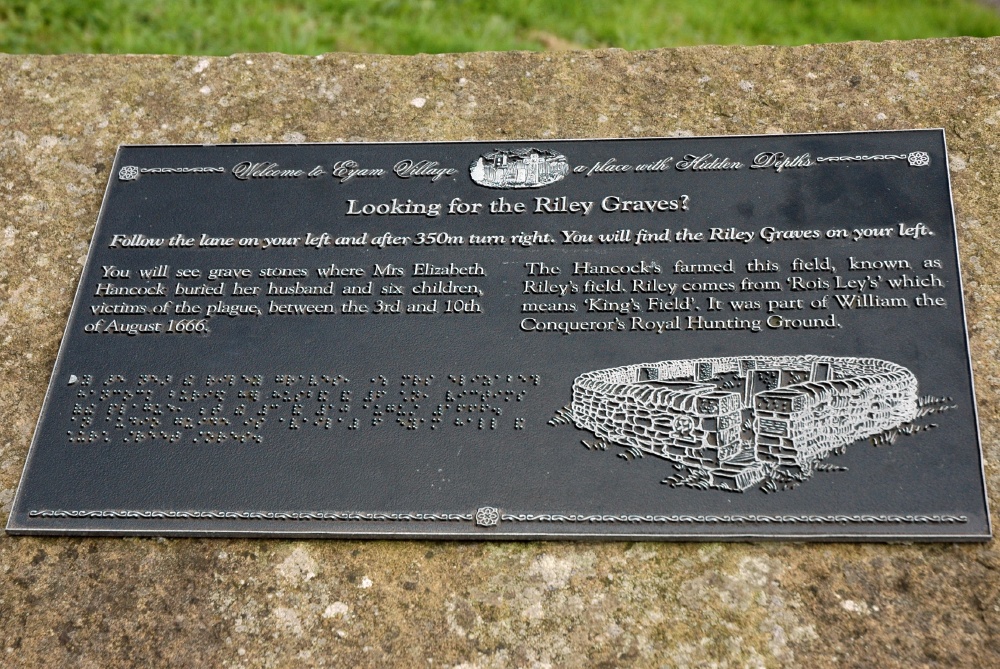 Welcome to Eyam Village a place with Hidden Depths
Looking for the Riley Graves?
Follow the lane on your left and after 350m turn right. You will find the Riley Graves on your left.
You will see grave stones where Mrs Elizabeth
Hancock buried her husband and six children,
victims of the plague, between the 3rd and 10th
of August 1666.
The Hancock's farmed this field, known as
Riley's field. Riley comes from 'Rois Ley's' which
means 'King's Field'. It was part of William the
Conqueror's Royal Hunting Ground.